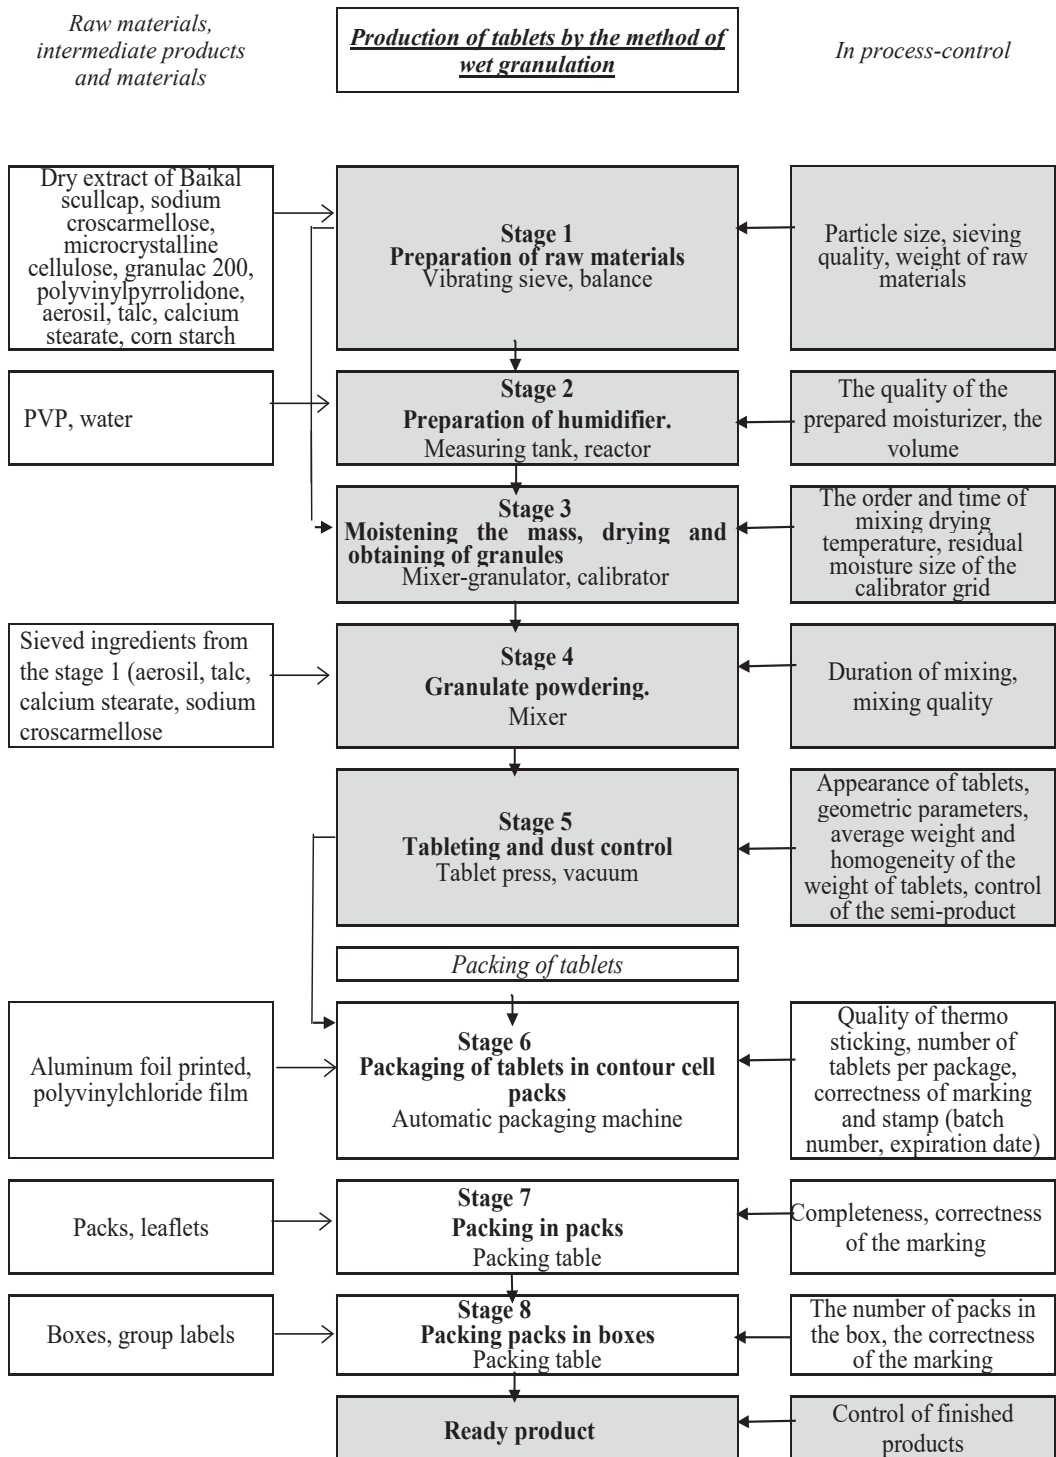 Raw materials,
intermediate products
and materials
Production of tablets by the method of
wet granulation
In process-control
Dry extract of Baikal
scullcap, sodium
croscarmellose,
microcrystalline
cellulose, granulac 200,
polyvinylpyrrolidone,
aerosil, talc, calcium
stearate, corn starch
Stage 1
Preparation of raw materials
Vibrating sieve, balance
Particle size, sieving
quality, weight of raw
materials
PVP, water
Stage 2
Preparation of humidifier.
Measuring tank, reactor
The quality of the
prepared moisturizer, the
volume
Stage 3
Moistening the mass, drying and
obtaining of granules
Mixer-granulator, calibrator
The order and time of
mixing drying
temperature, residual
moisture size of the
calibrator grid
Sieved ingredients from
the stage 1 (aerosil, talc,
calcium stearate, sodium
croscarmellose
Stage 4
Granulate powdering.
Mixer
Duration of mixing,
mixing quality
Stage 5
Tableting and dust control
Tablet press, vacuum
Appearance of tablets,
geometric parameters,
average weight and
homogeneity of the
weight of tablets, control
of the semi-product
Packing of tablets
Aluminum foil printed,
polyvinylchloride film
Stage 6
Packaging of tablets in contour cell
packs
Automatic packaging machine
Quality of thermo
sticking, number of
tablets per package,
correctness of marking
and stamp (batch
number, expiration date)
Packs, leaflets
Stage 7
Packing in packs
Packing table
Completeness, correctness
of the marking
Boxes, group labels
Stage 8
Packing packs in boxes
Packing table
The number of packs in
the box, the correctness
of the marking
Ready product
Control of finished
products